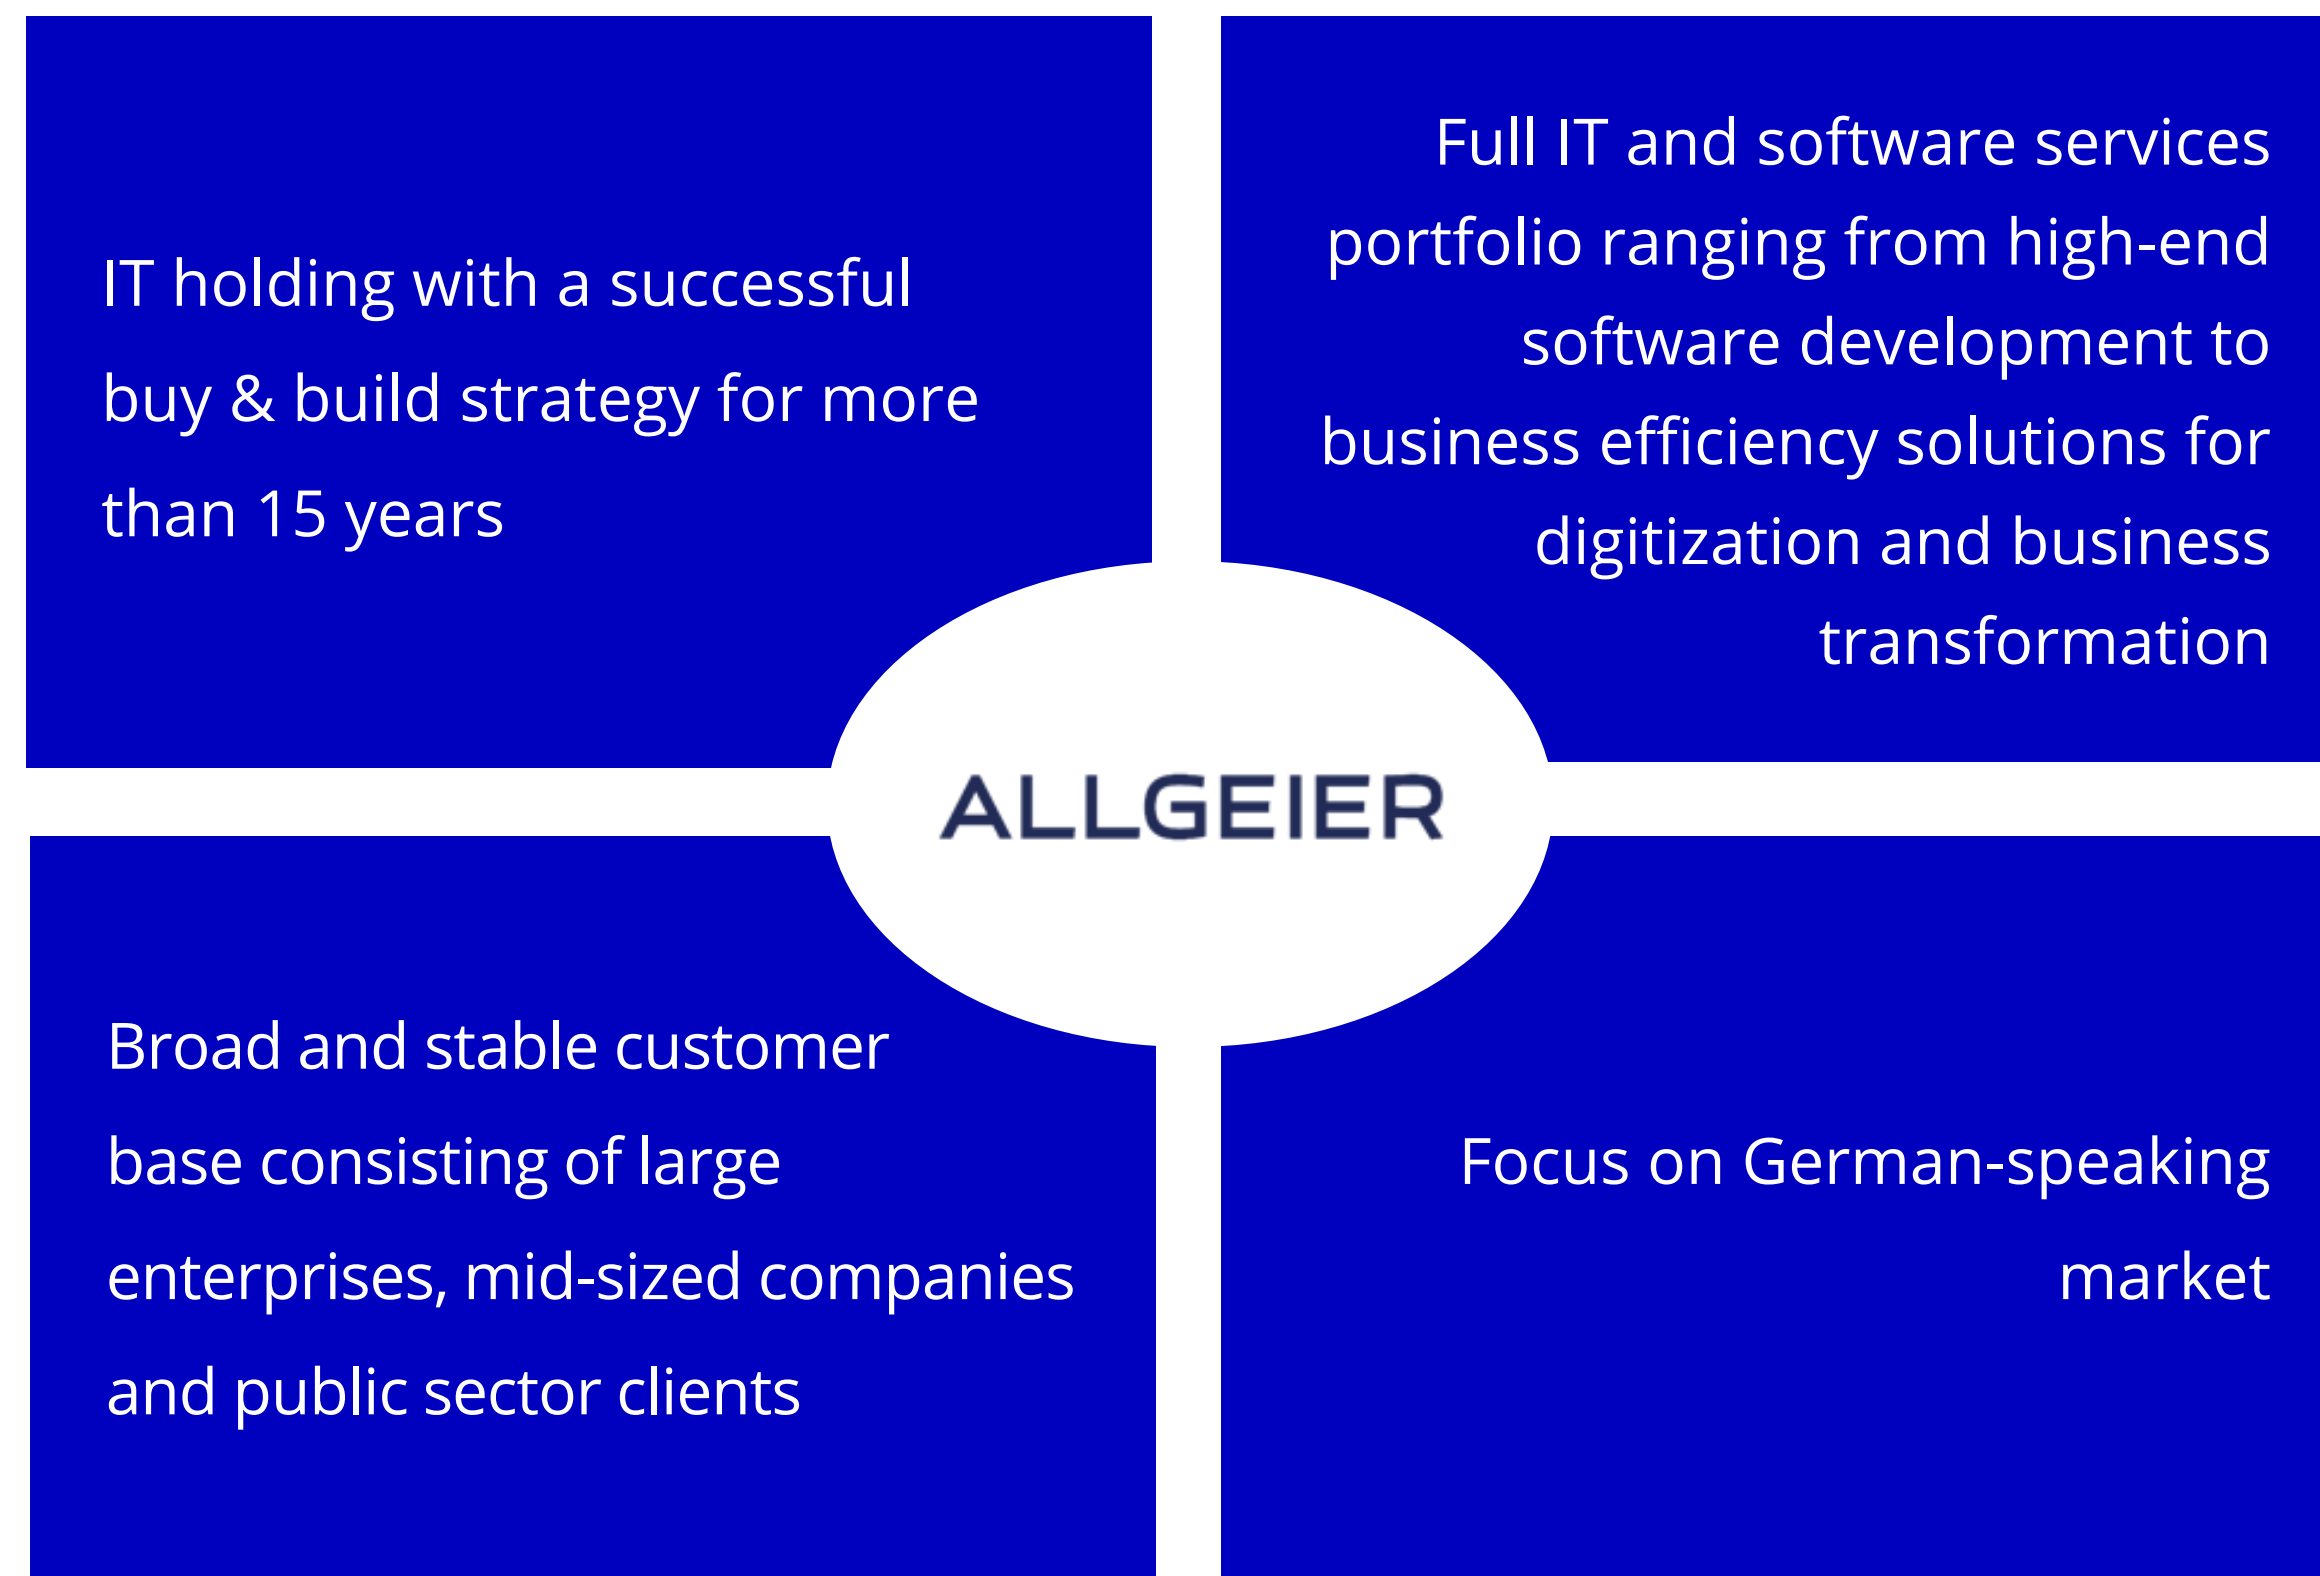 IT holding with a successful
buy & build strategy for more
than 15 years
Full IT and software services
portfolio ranging from high-end
software development to
business efficiency solutions for
digitization and business
transformation
ALLGEIER
Broad and stable customer
base consisting of large
enterprises, mid-sized companies
and public sector clients
Focus on German-speaking
market